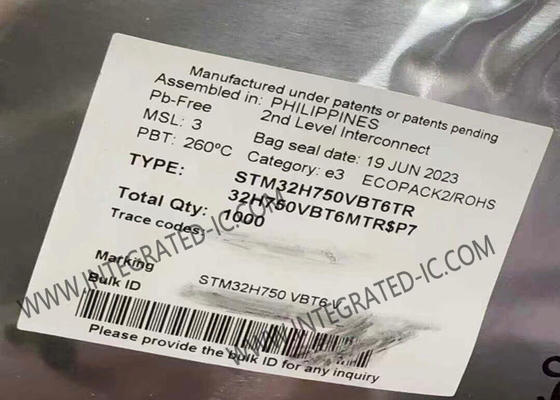 Manufactured under patents or patents pending
Assembled in: PHILIPPINES
Pb-Free 2nd Level Interconnect
MSL: 3 Bag seal date: 19 JUN 2023
PBT: 260ºC Category: e3 ECOPACK2/ROHS
TYPE: STM32H750VBT6TR
32H750VBT6MTR$P7
Total Qty: 1000
Trace codes:
Marking STM32H750 VBT6
Bulk ID
Please provide the bulk ID for any inquiry
WWW.INTEGRATED-IC.COM
WWW.INTEGRATED-IC.COM